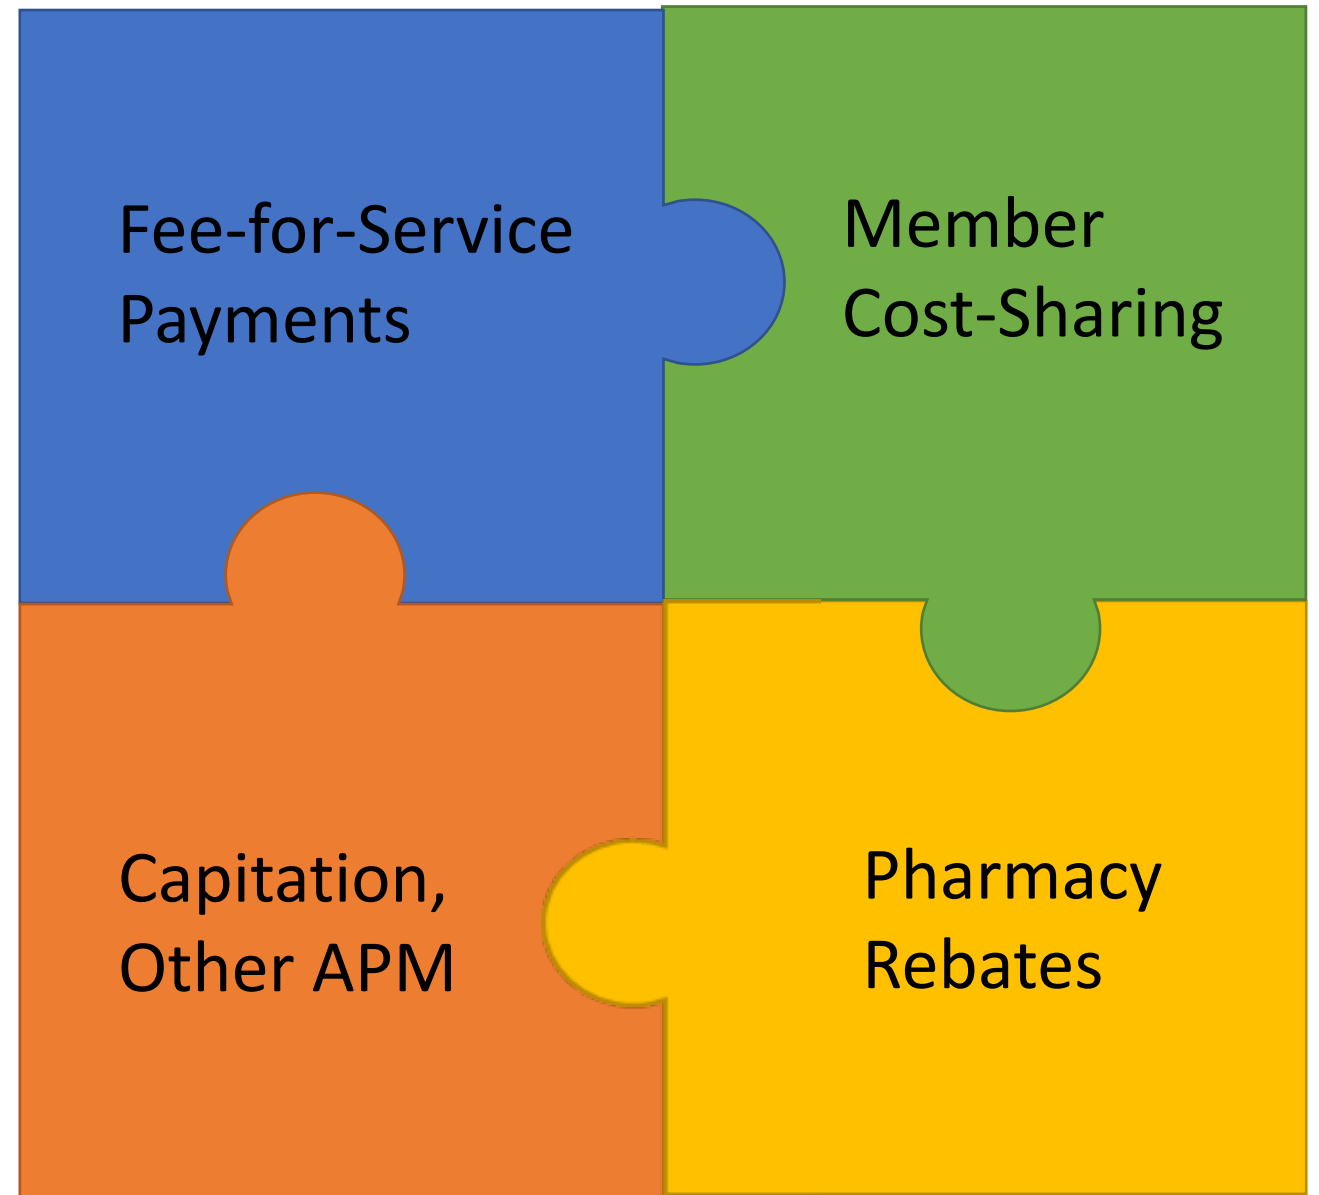 Fee-for-Service
Payments
Member
Cost-Sharing
Capitation,
Other APM
Pharmacy
Rebates